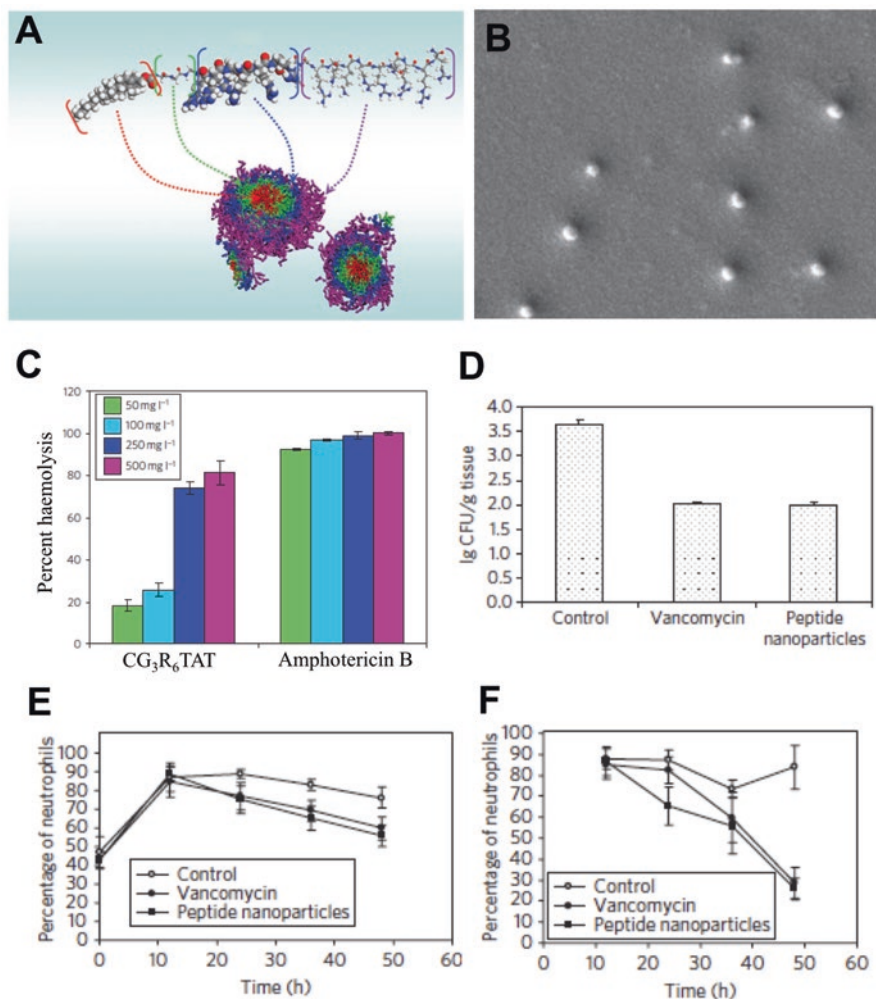 A
B
C
Percent haemolysis
120
100
80
60
40
20
0
50 mg l⁻¹
100 mg l⁻¹
250 mg l⁻¹
500 mg l⁻¹
CG₃R₆TAT
Amphotericin B
D
lg CFU/g tissue
4.0
3.5
3.0
2.5
2.0
1.5
1.0
0.5
0.0
Control
Vancomycin
Peptide
nanoparticles
E
Percentage of neutrophils
100
90
80
70
60
50
40
30
20
10
0
Control
Vancomycin
Peptide nanoparticles
0 10 20 30 40 50 60
Time (h)
F
Percentage of neutrophils
100
90
80
70
60
50
40
30
20
10
0
Control
Vancomycin
Peptide nanoparticles
0 10 20 30 40 50 60
Time (h)